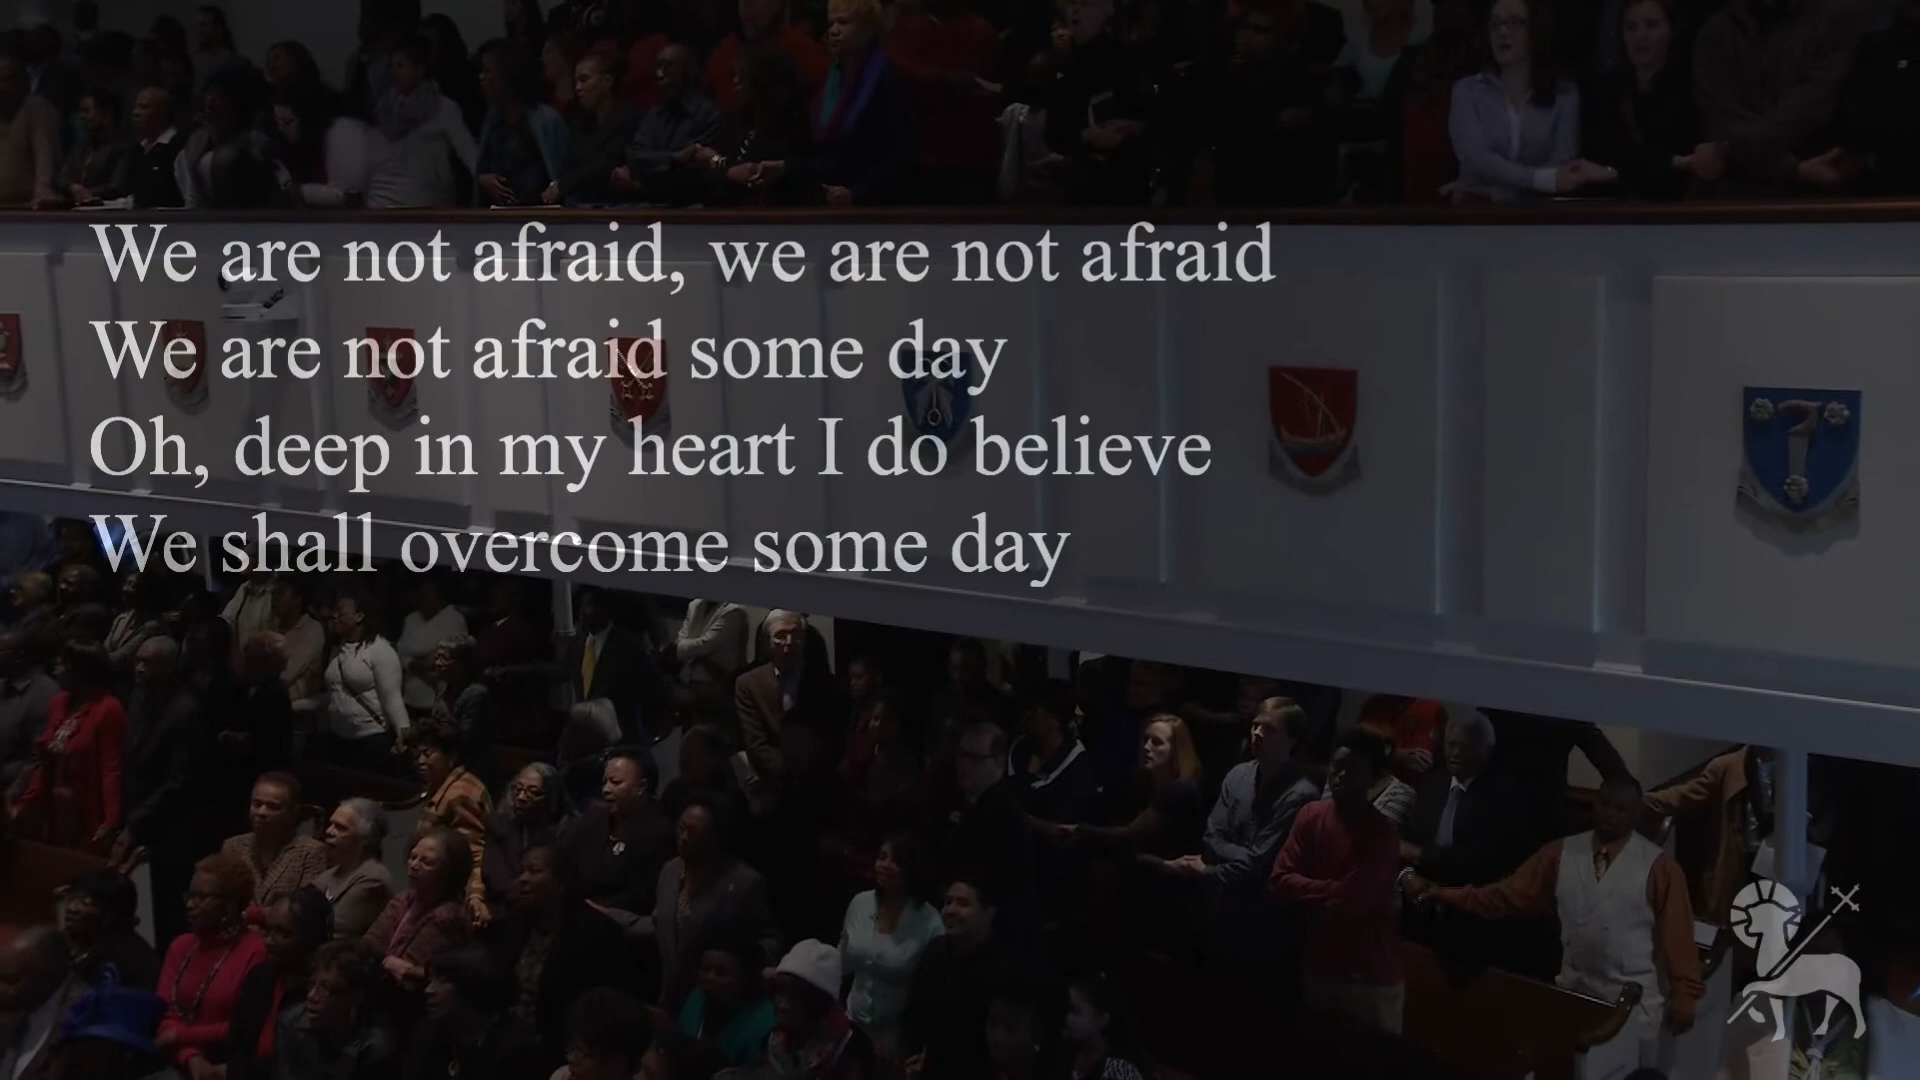 We are not afraid, we are not afraid
We are not afraid some day
Oh, deep in my heart I do believe
We shall overcome some day